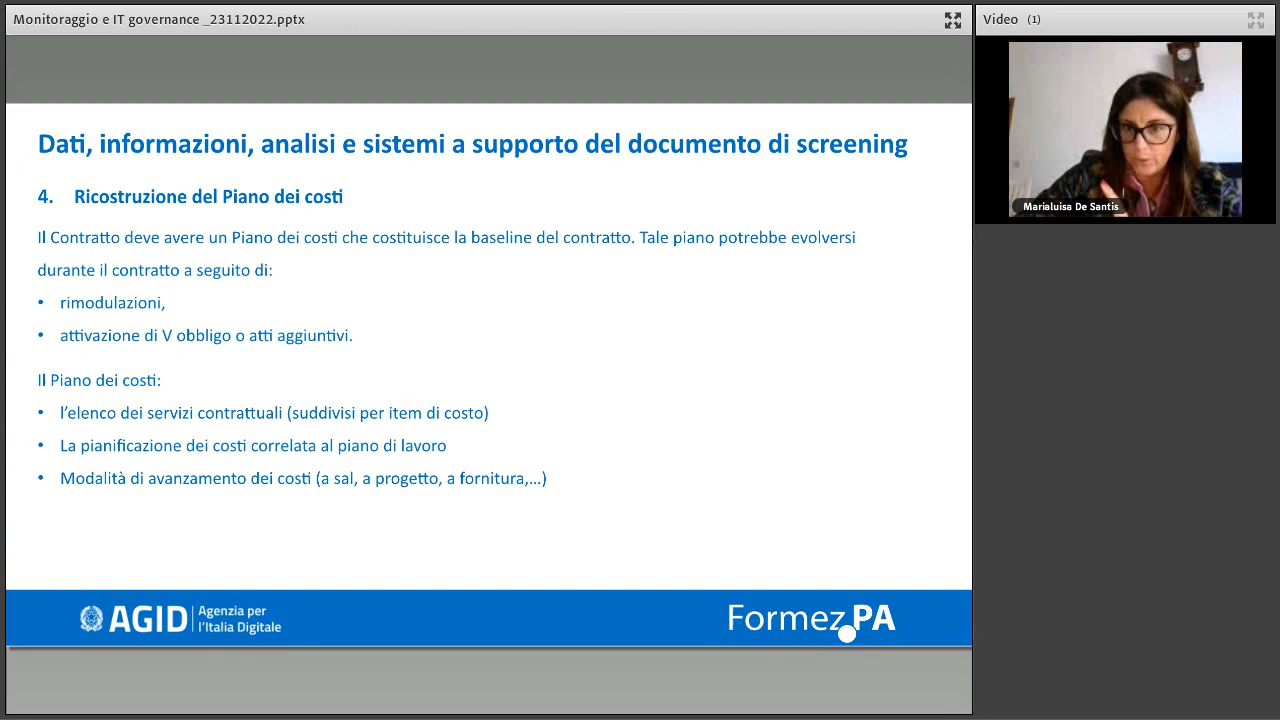 Monitoraggio e IT governance _23112022.pptx
Video (1)
Marialuisa De Santis
Dati, informazioni, analisi e sistemi a supporto del documento di screening
4. Ricostruzione del Piano dei costi
Il Contratto deve avere un Piano dei costi che costituisce la baseline del contratto. Tale piano potrebbe evolversi
durante il contratto a seguito di:
• rimodulazioni,
• attivazione di V obbligo o atti aggiuntivi.
Il Piano dei costi:
• l’elenco dei servizi contrattuali (suddivisi per item di costo)
• La pianificazione dei costi correlata al piano di lavoro
• Modalità di avanzamento dei costi (a sal, a progetto, a fornitura,...)
AGID
Agenzia per
l’Italia Digitale
Formez PA